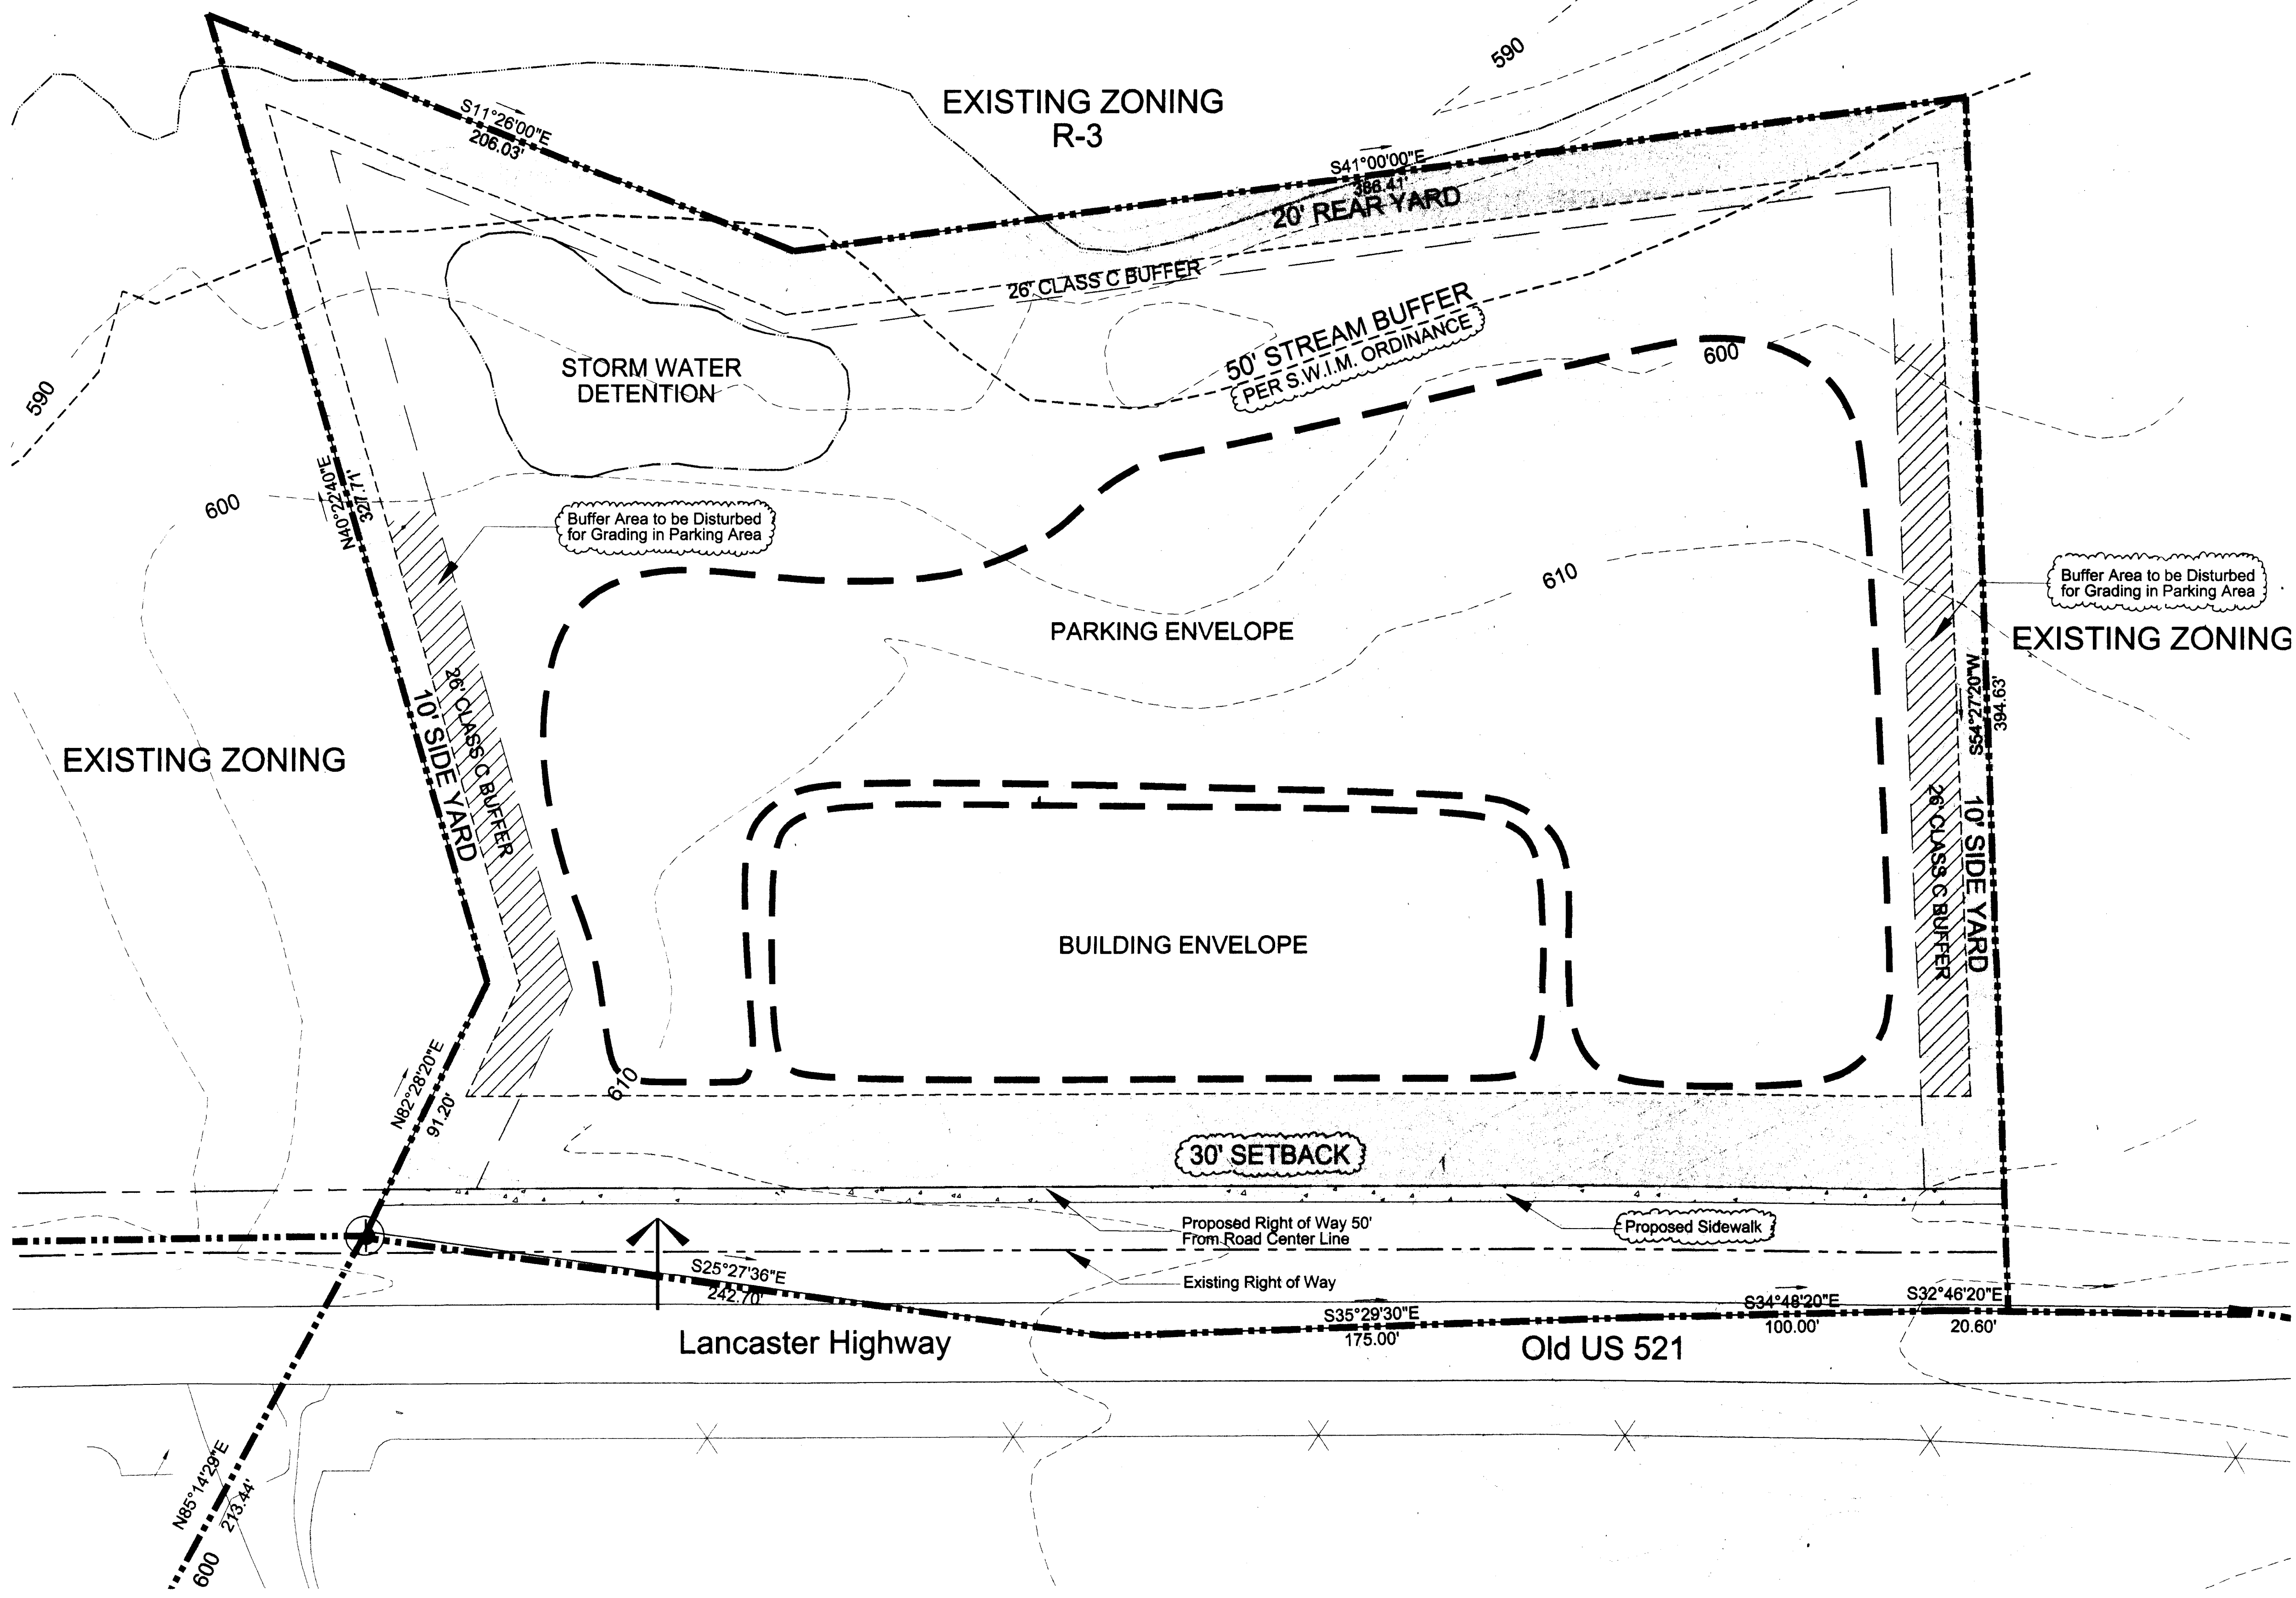 590
EXISTING ZONING
R-3
S11°26'00"E
206.03'
S41°00'00"E
386.41'
20' REAR YARD
26' CLASS C BUFFER
50' STREAM BUFFER
PER S.W.I.M. ORDINANCE
600
STORM WATER
DETENTION
590
N40°22'40"E
327.71'
600
Buffer Area to be Disturbed
for Grading in Parking Area
610
Buffer Area to be Disturbed
for Grading in Parking Area
PARKING ENVELOPE
EXISTING ZONING
S54°27'20"W
394.63'
10' SIDE YARD
26' CLASS C BUFFER
EXISTING ZONING
10' SIDE YARD
26' CLASS C BUFFER
BUILDING ENVELOPE
N82°28'20"E
91.20'
610
30' SETBACK
Proposed Right of Way 50'
From Road Center Line
Proposed Sidewalk
Existing Right of Way
S25°27'36"E
242.70'
S35°29'30"E
175.00'
S34°48'20"E
100.00'
S32°46'20"E
20.60'
Lancaster Highway
Old US 521
N85°14'29"E
213.44'
600